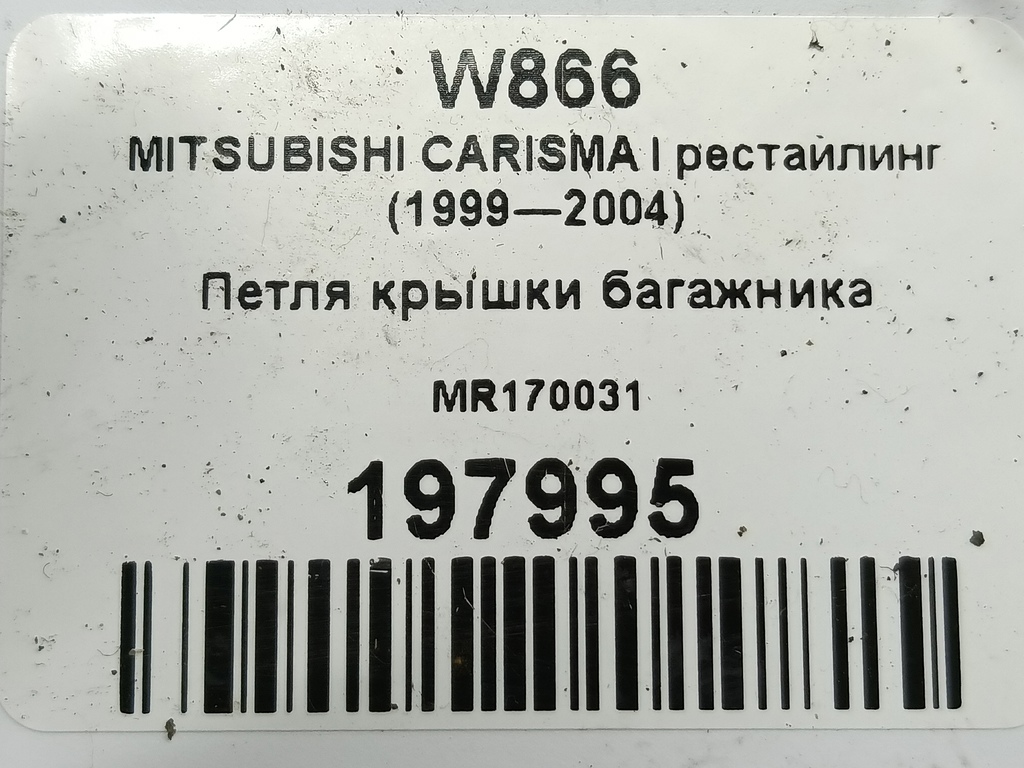 W866
MITSUBISHI CARISMA I рестайлинг
(1999—2004)
Петля крышки багажника
MR170031
197995